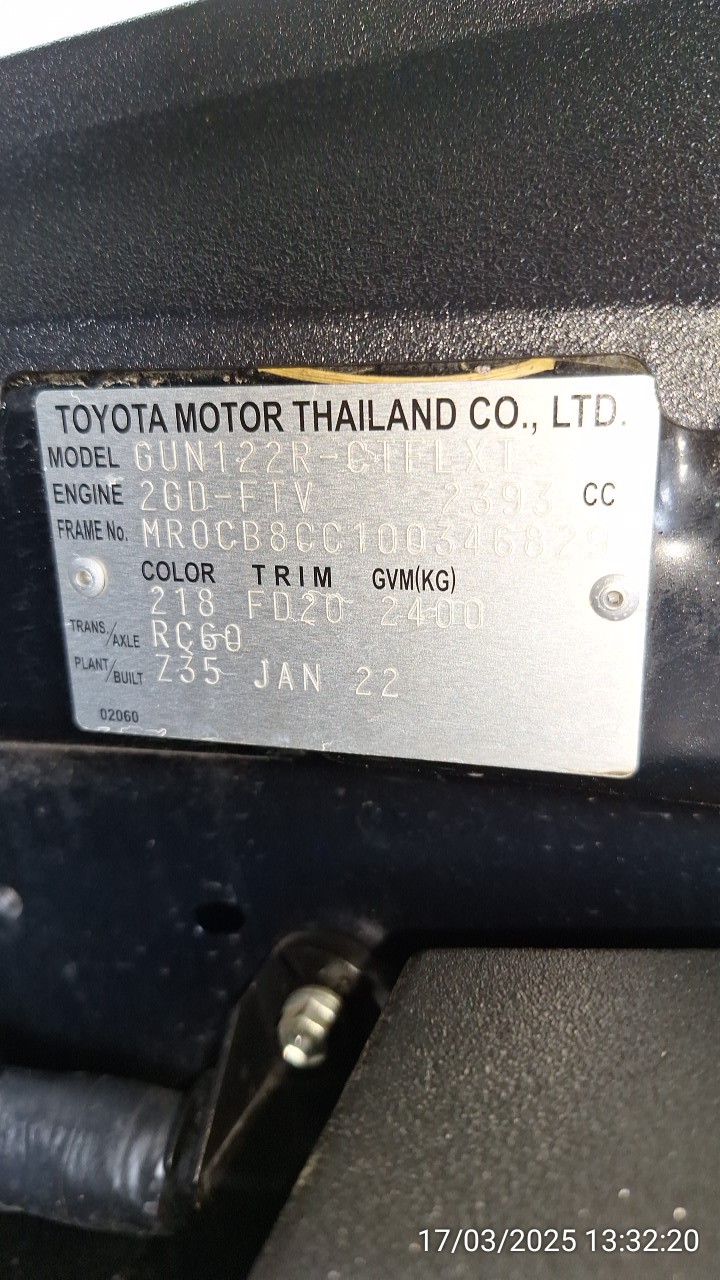 TOYOTA MOTOR THAILAND CO., LTD.
MODEL GUN122R-CTFLXT
ENGINE 2GD-FTV 2393 CC
FRAME No. MR0CB8CC100346829
COLOR TRIM GVM(KG)
218 FD20 2400
TRANS./AXLE RC60
PLANT/BUILT Z35 JAN 22
02060
17/03/2025 13:32:20